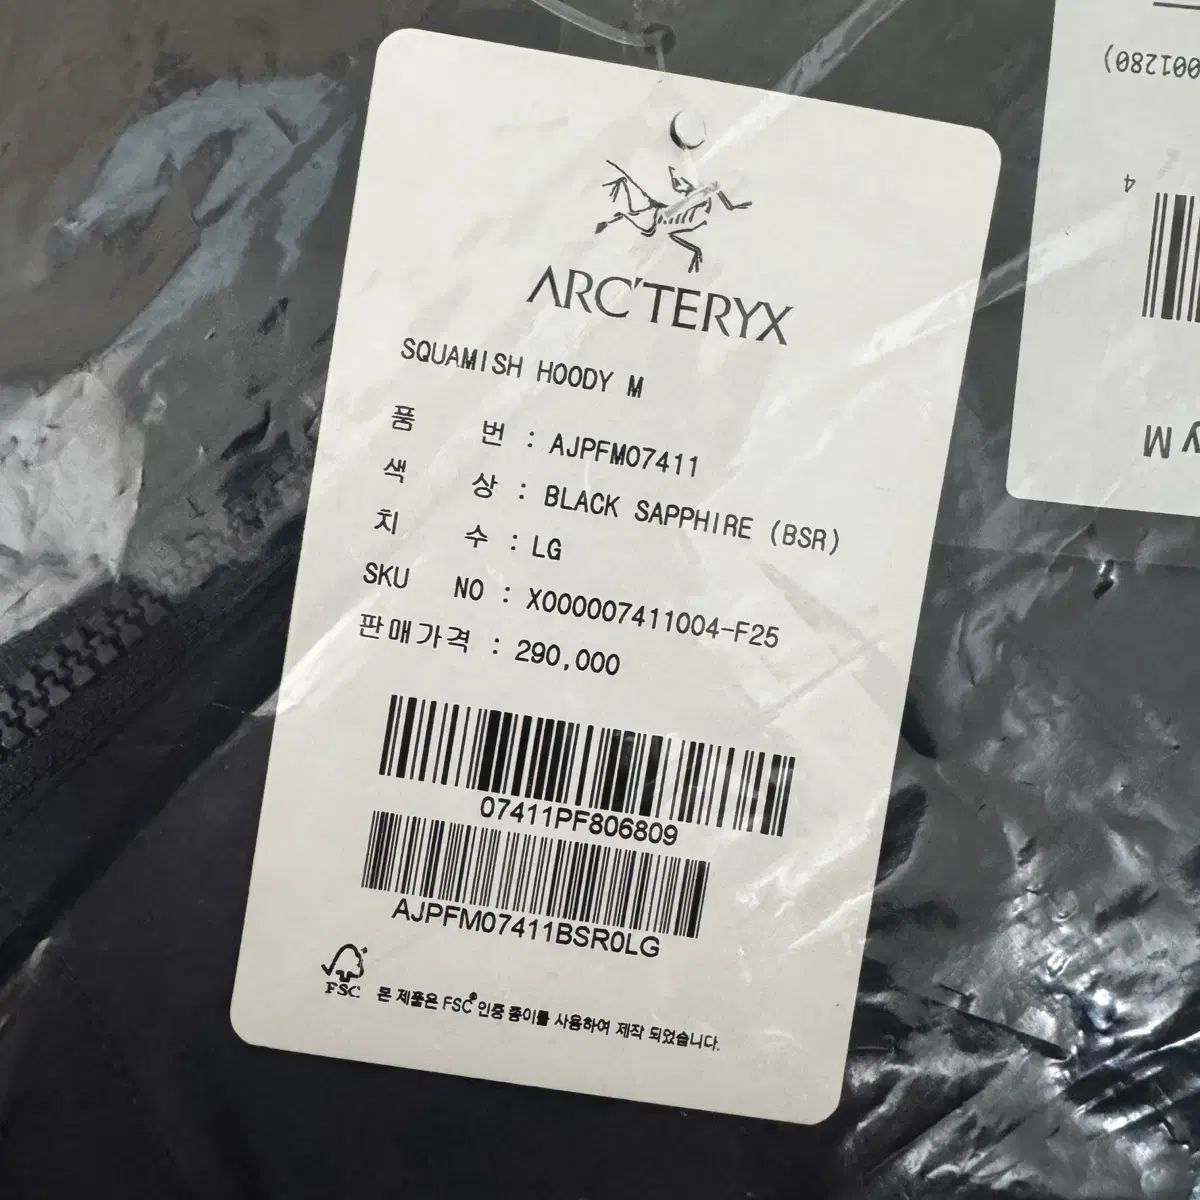 ARC'TERYX
SQUAMISH HOODY M
품 번 : AJPFM07411
색 상 : BLACK SAPPHIRE (BSR)
치 수 : LG
SKU NO : X000007411004-F25
판매가격 : 290,000
07411PF806809
AJPFM07411BSR0LG
FSC 본 제품은 FSC® 인증 종이를 사용하여 제작 되었습니다.
001280)
4
y M